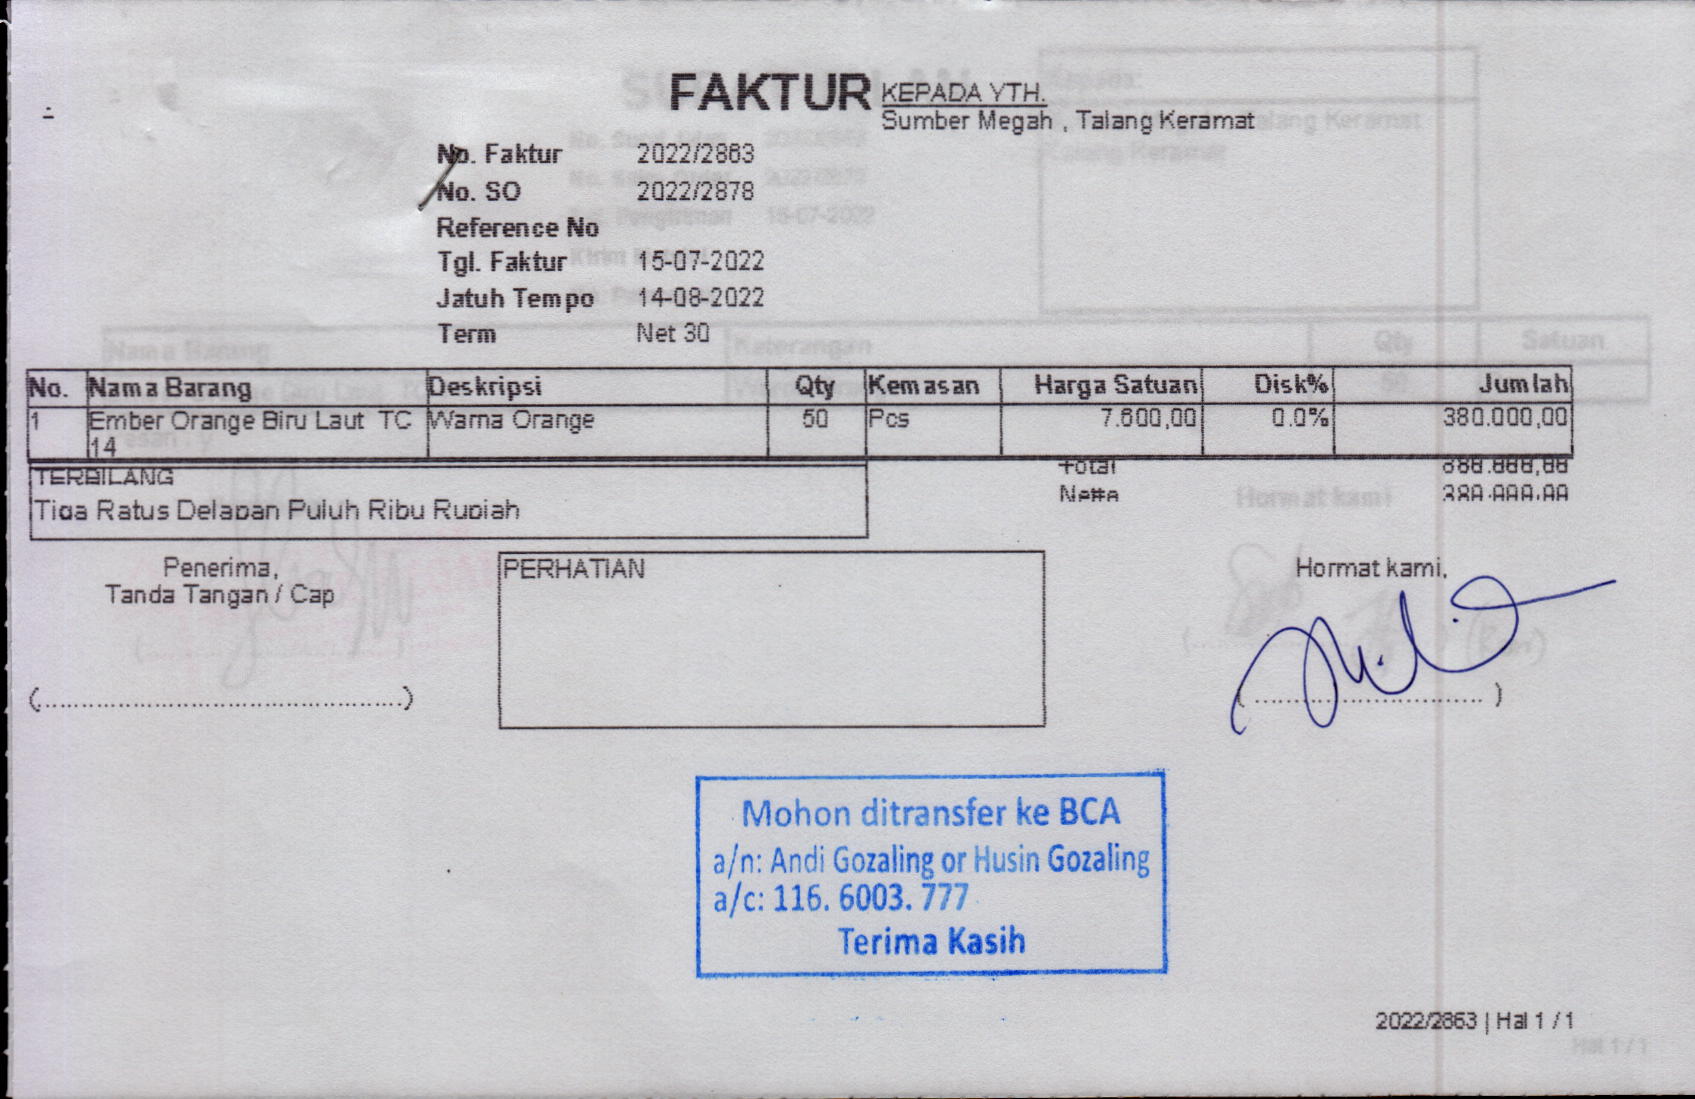 FAKTUR
KEPADA YTH.
Sumber Megah , Talang Keramat
No. Faktur 2022/2863
No. SO 2022/2878
Reference No
Tgl. Faktur 15-07-2022
Jatuh Tempo 14-08-2022
Term Net 30
No. Nama Barang Deskripsi Qty Kemasan Harga Satuan Disk% Jumlah
1 Ember Orange Biru Laut TC Warna Orange 50 Pcs 7.600,00 0.0% 380.000,00
14
TERBILANG Total
Netto
Tiga Ratus Delapan Puluh Ribu Rupiah
Penerima,
Tanda Tangan / Cap
(................................................)
PERHATIAN
Hormat kami,
( ............................... )
Mohon ditransfer ke BCA
a/n: Andi Gozaling or Husin Gozaling
a/c: 116. 6003. 777
Terima Kasih
2022/2863 | Hal 1 / 1
Hal 1 / 1